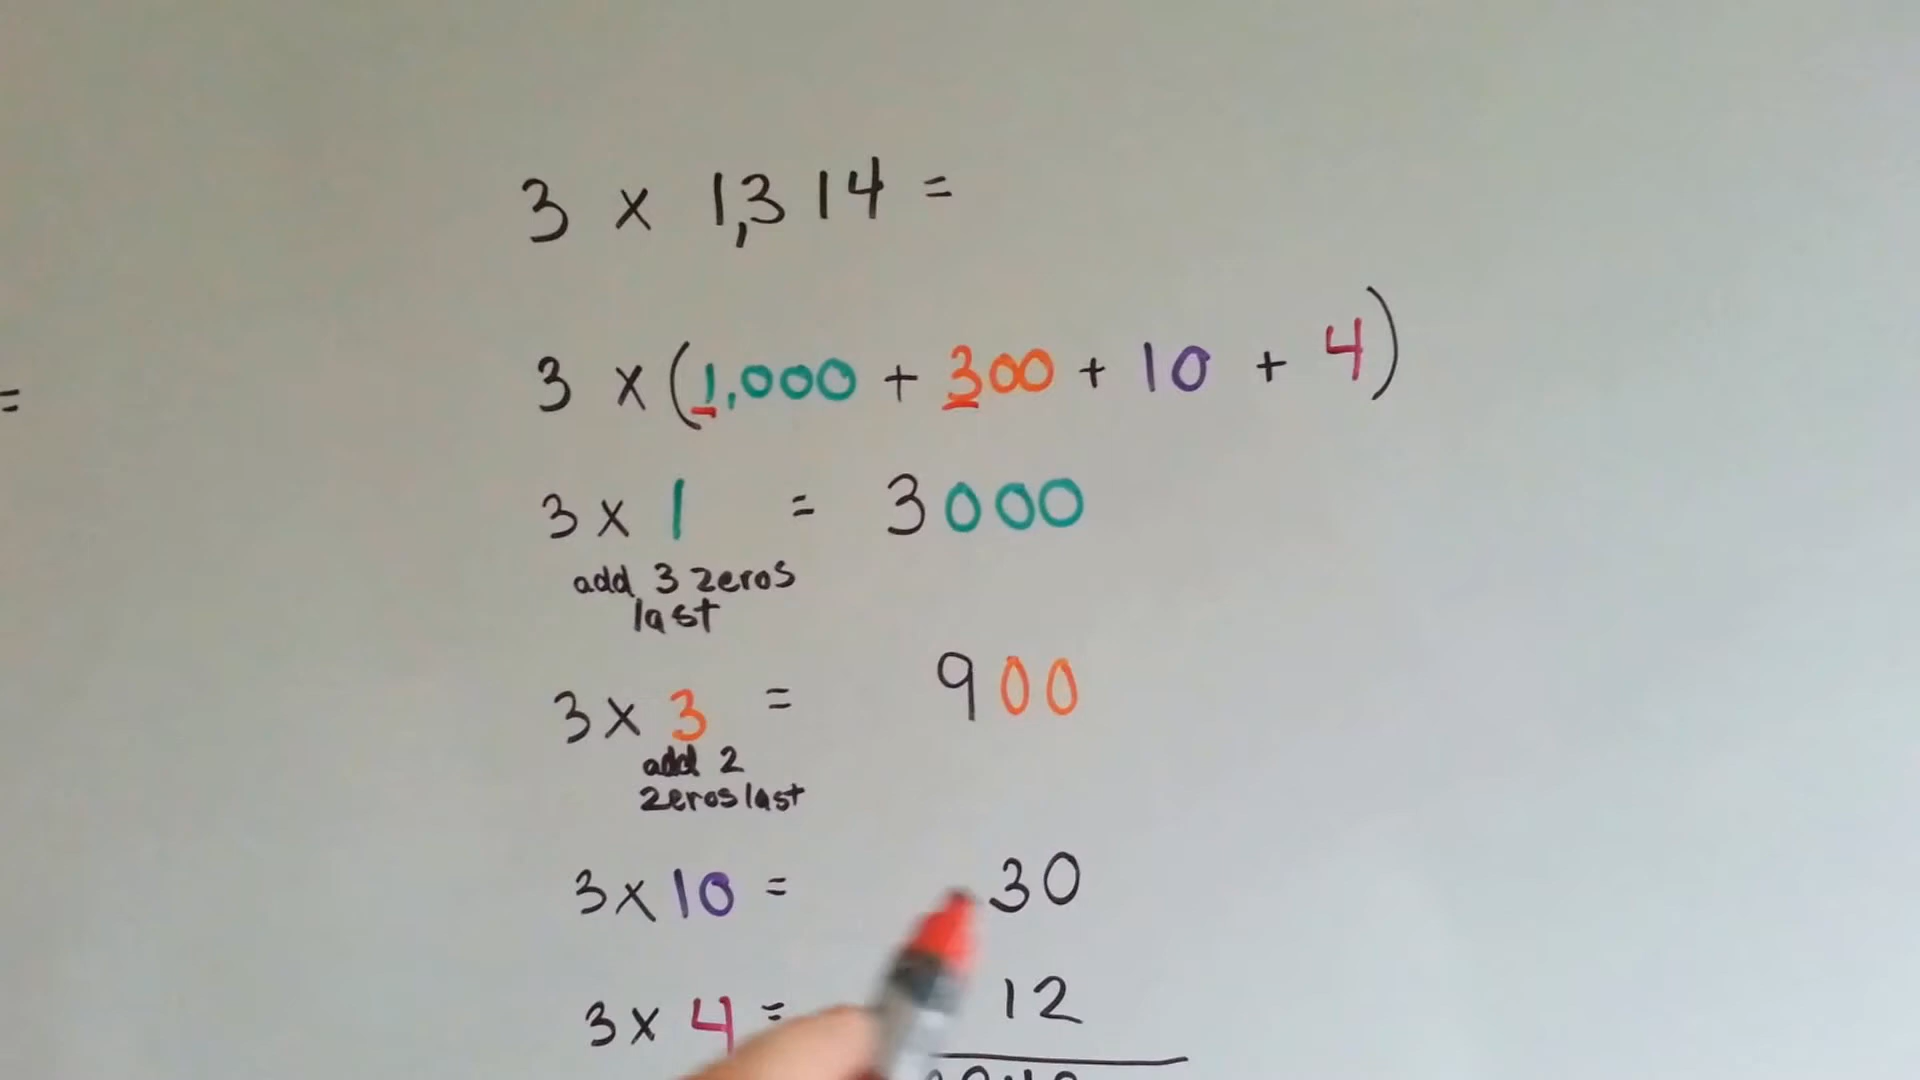 3 x 1,314 =
3 x (1,000 + 300 + 10 + 4)
=
3 x 1 = 3000
add 3 zeros
last
3 x 3 = 900
add 2
zeros last
3 x 10 = 30
3 x 4 = 12